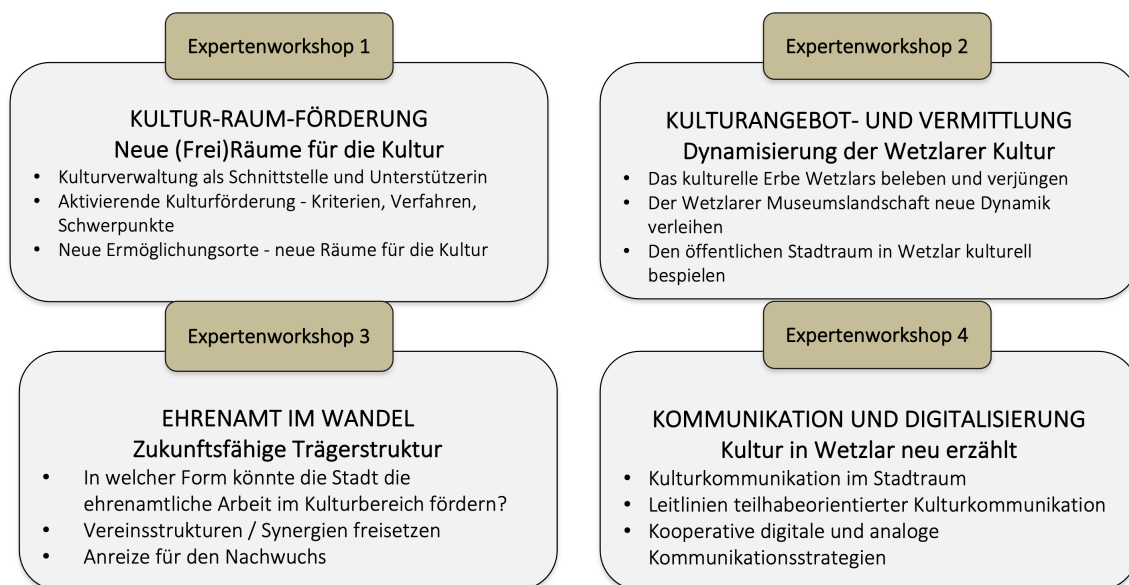 Expertenworkshop 1
KULTUR-RAUM-FÖRDERUNG
Neue (Frei)Räume für die Kultur
• Kulturverwaltung als Schnittstelle und Unterstützerin
• Aktivierende Kulturförderung - Kriterien, Verfahren,
Schwerpunkte
• Neue Ermöglichungsorte - neue Räume für die Kultur
Expertenworkshop 2
KULTURANGEBOT- UND VERMITTLUNG
Dynamisierung der Wetzlarer Kultur
• Das kulturelle Erbe Wetzlars beleben und verjüngen
• Der Wetzlarer Museumslandschaft neue Dynamik
verleihen
• Den öffentlichen Stadtraum in Wetzlar kulturell
bespielen
Expertenworkshop 3
EHRENAMT IM WANDEL
Zukunftsfähige Trägerstruktur
• In welcher Form könnte die Stadt die
ehrenamtliche Arbeit im Kulturbereich fördern?
• Vereinsstrukturen / Synergien freisetzen
• Anreize für den Nachwuchs
Expertenworkshop 4
KOMMUNIKATION UND DIGITALISIERUNG
Kultur in Wetzlar neu erzählt
• Kulturkommunikation im Stadtraum
• Leitlinien teilhabeorientierter Kulturkommunikation
• Kooperative digitale und analoge
Kommunikationsstrategien